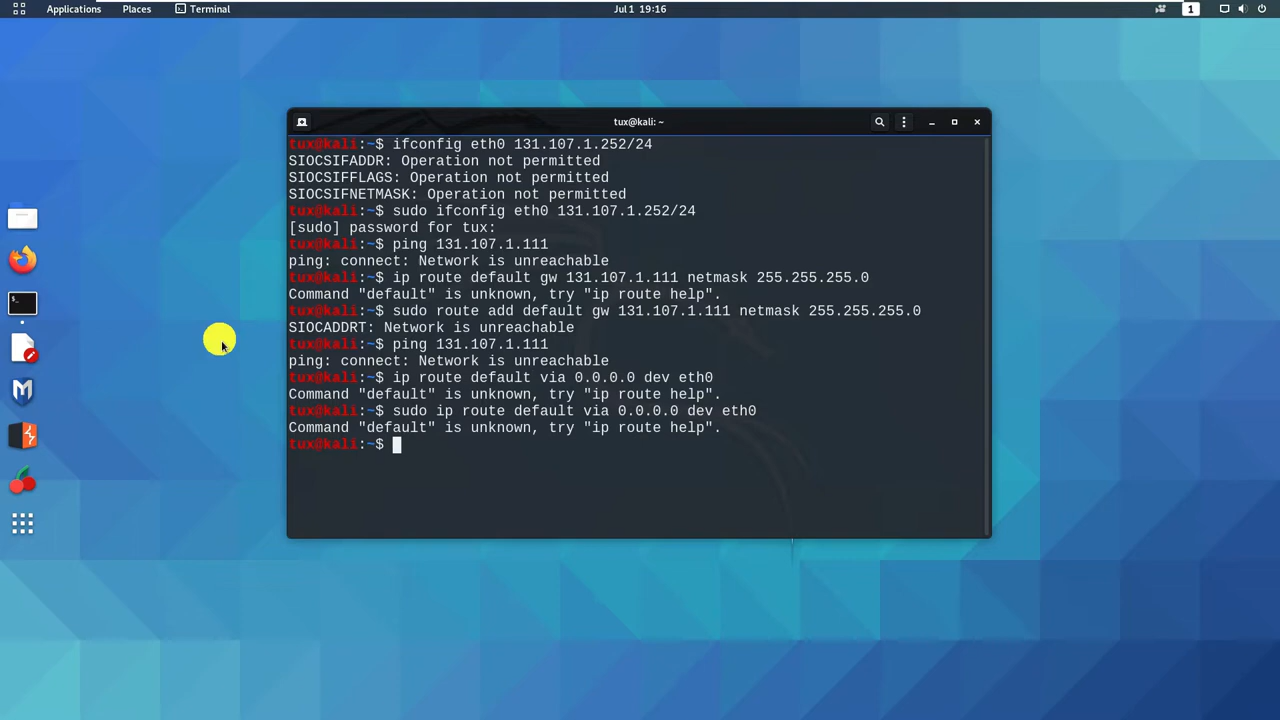 Applications Places Terminal Jul 1 19:16 1
tux@kali: ~
tux@kali:~$ ifconfig eth0 131.107.1.252/24
SIOCSIFADDR: Operation not permitted
SIOCSIFFLAGS: Operation not permitted
SIOCSIFNETMASK: Operation not permitted
tux@kali:~$ sudo ifconfig eth0 131.107.1.252/24
[sudo] password for tux:
tux@kali:~$ ping 131.107.1.111
ping: connect: Network is unreachable
tux@kali:~$ ip route default gw 131.107.1.111 netmask 255.255.255.0
Command "default" is unknown, try "ip route help".
tux@kali:~$ sudo route add default gw 131.107.1.111 netmask 255.255.255.0
SIOCADDRT: Network is unreachable
tux@kali:~$ ping 131.107.1.111
ping: connect: Network is unreachable
tux@kali:~$ ip route default via 0.0.0.0 dev eth0
Command "default" is unknown, try "ip route help".
tux@kali:~$ sudo ip route default via 0.0.0.0 dev eth0
Command "default" is unknown, try "ip route help".
tux@kali:~$